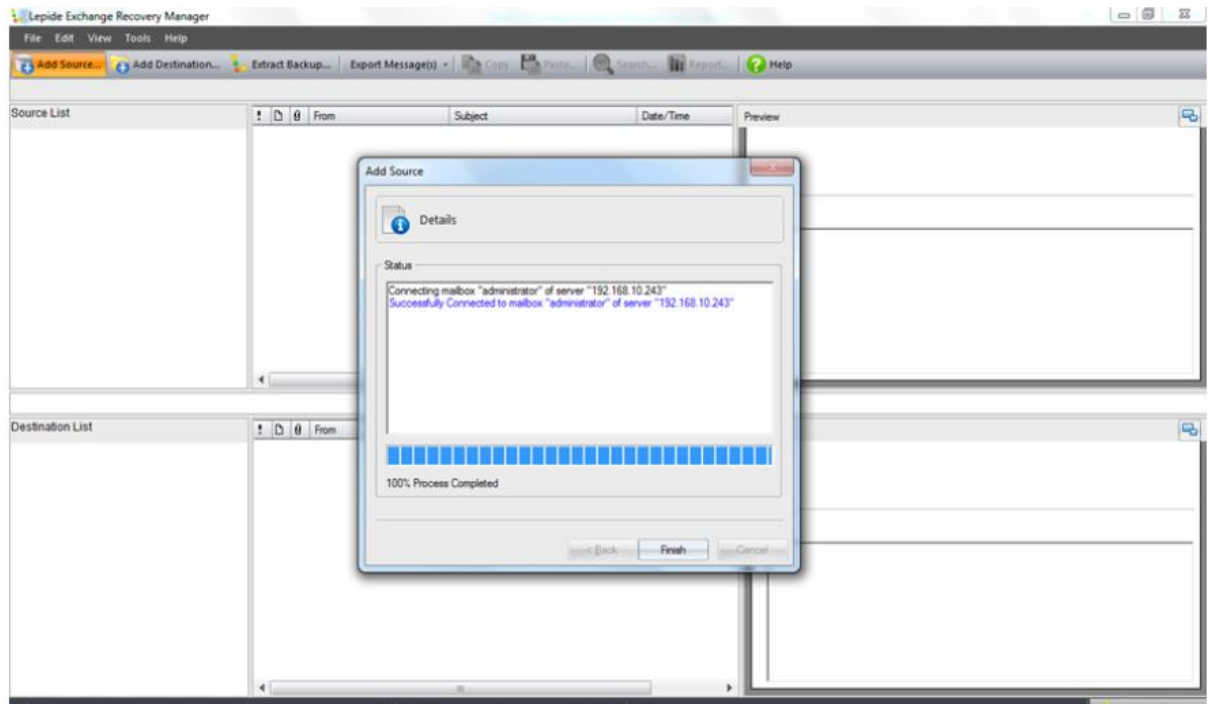 Lepide Exchange Recovery Manager
File Edit View Tools Help
Add Source... Add Destination... Extract Backup... Export Message(s) Copy Paste... Search... Report... Help
Source List
! From Subject Date/Time
Preview
Add Source
Details
Status
Connecting mailbox "administrator" of server "192.168.10.243"
Successfully Connected to mailbox "administrator" of server "192.168.10.243"
100% Process Completed
< Back Finish Cancel
Destination List
! From